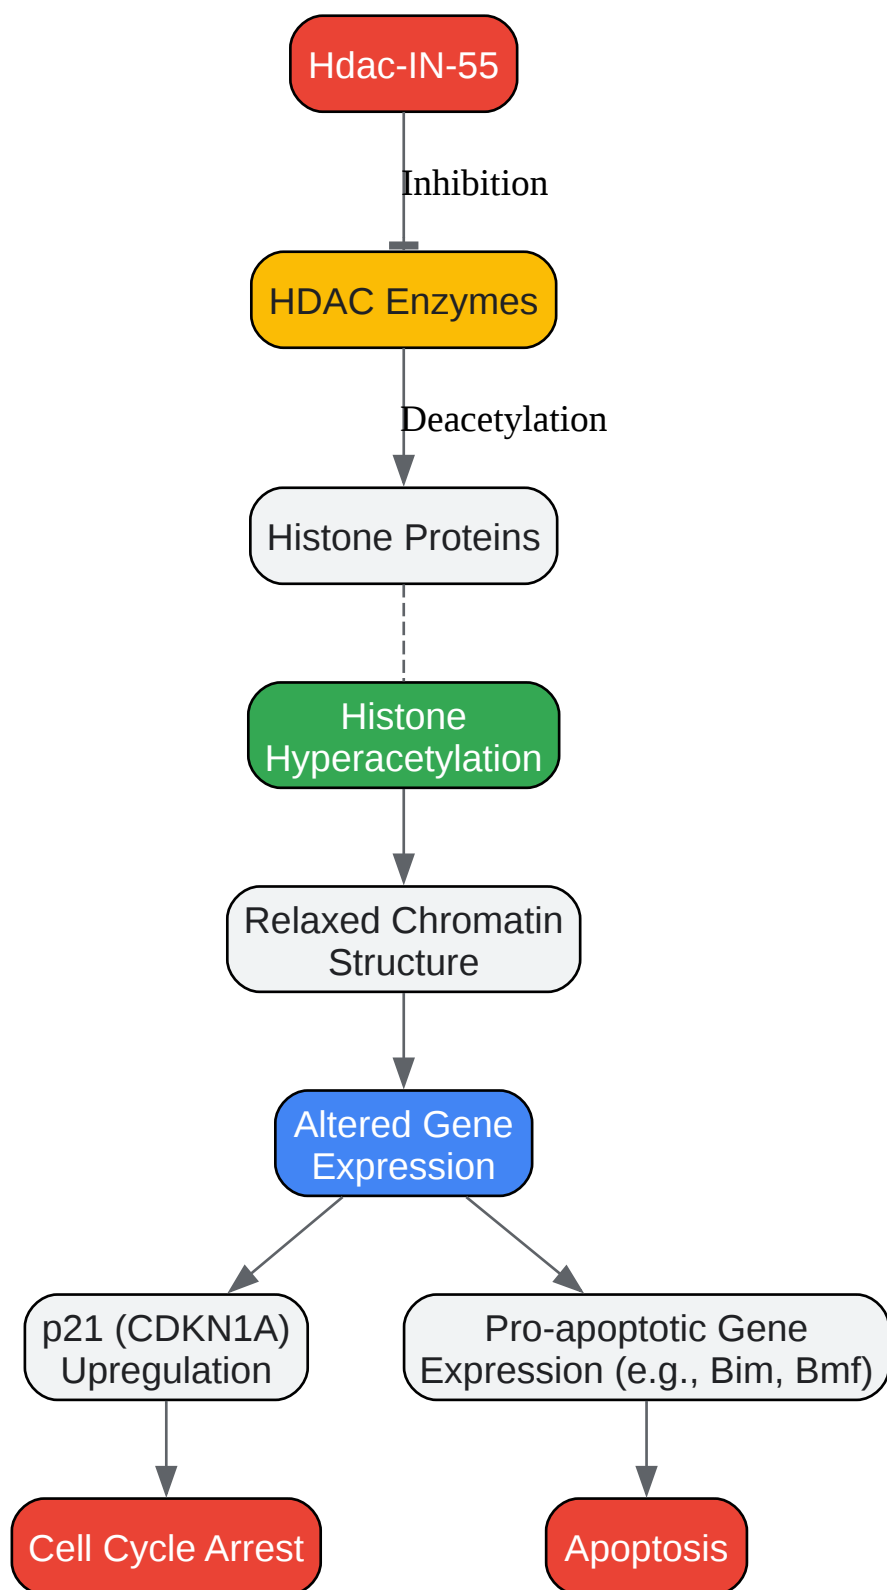 Hdac-IN-55
Inhibition
HDAC Enzymes
Deacetylation
Histone Proteins
Histone
Hyperacetylation
Relaxed Chromatin
Structure
Altered Gene
Expression
p21 (CDKN1A)
Upregulation
Pro-apoptotic Gene
Expression (e.g., Bim, Bmf)
Cell Cycle Arrest
Apoptosis